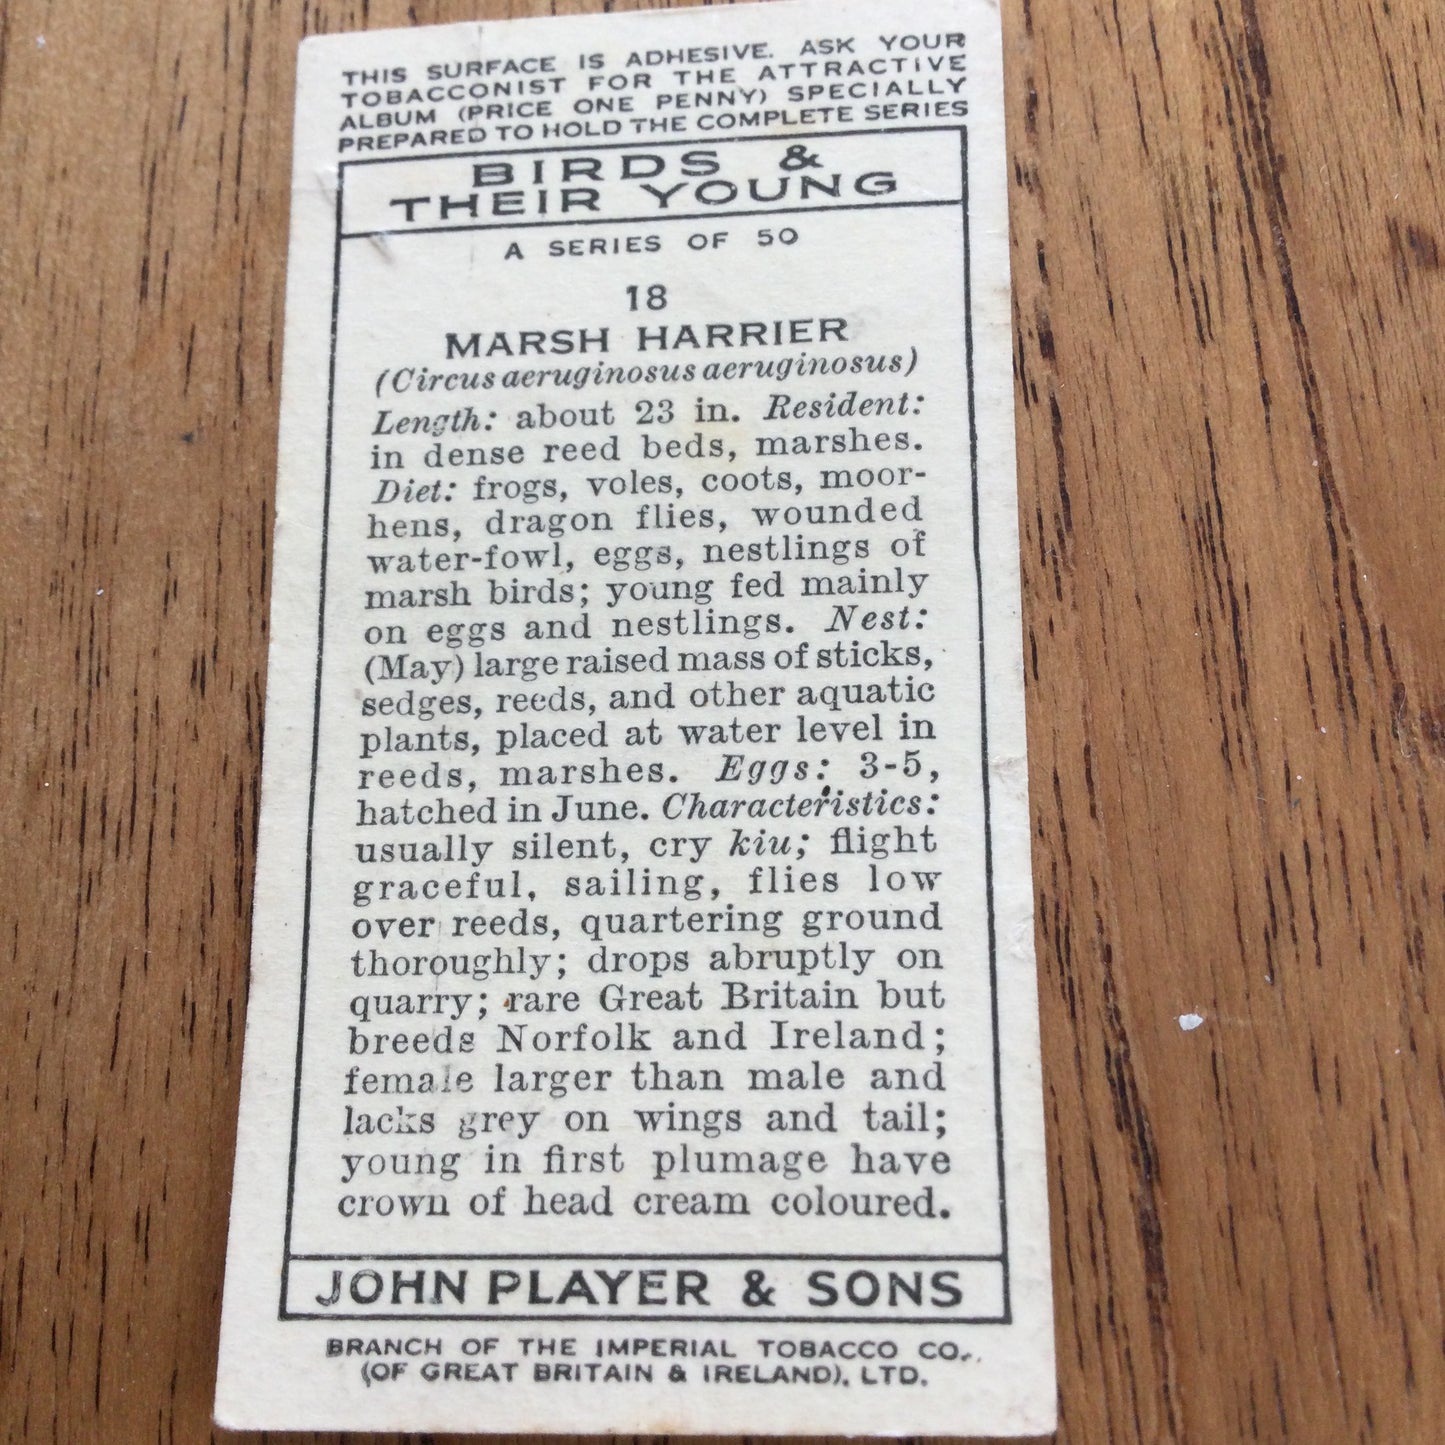 THIS SURFACE IS ADHESIVE. ASK YOUR
TOBACCONIST FOR THE ATTRACTIVE
ALBUM (PRICE ONE PENNY) SPECIALLY
PREPARED TO HOLD THE COMPLETE SERIES
BIRDS &
THEIR YOUNG
A SERIES OF 50
18
MARSH HARRIER
(Circus aeruginosus aeruginosus)
Length: about 23 in. Resident:
in dense reed beds, marshes.
Diet: frogs, voles, coots, moor-
hens, dragon flies, wounded
water-fowl, eggs, nestlings of
marsh birds; young fed mainly
on eggs and nestlings. Nest:
(May) large raised mass of sticks,
sedges, reeds, and other aquatic
plants, placed at water level in
reeds, marshes. Eggs: 3-5,
hatched in June. Characteristics:
usually silent, cry kiu; flight
graceful, sailing, flies low
over reeds, quartering ground
thoroughly; drops abruptly on
quarry; rare Great Britain but
breeds Norfolk and Ireland;
female larger than male and
lacks grey on wings and tail;
young in first plumage have
crown of head cream coloured.
JOHN PLAYER & SONS
BRANCH OF THE IMPERIAL TOBACCO CO.,
(OF GREAT BRITAIN & IRELAND), LTD.